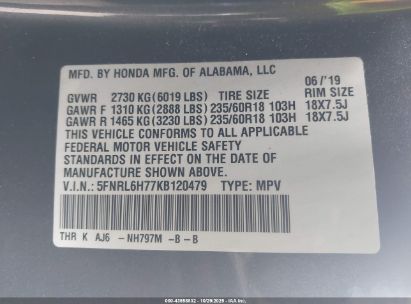 MFD. BY HONDA MFG. OF ALABAMA, LLC
06/'19
GVWR 2730 KG (6019 LBS) TIRE SIZE RIM SIZE
GAWR F 1310 KG (2888 LBS) 235/60R18 103H 18X7.5J
GAWR R 1465 KG (3230 LBS) 235/60R18 103H 18X7.5J
THIS VEHICLE CONFORMS TO ALL APPLICABLE
FEDERAL MOTOR VEHICLE SAFETY
STANDARDS IN EFFECT ON THE DATE OF
MANUFACTURE SHOWN ABOVE.
V.I.N.: 5FNRL6H77KB120479 TYPE: MPV
THR K AJ6 -NH797M -B -B